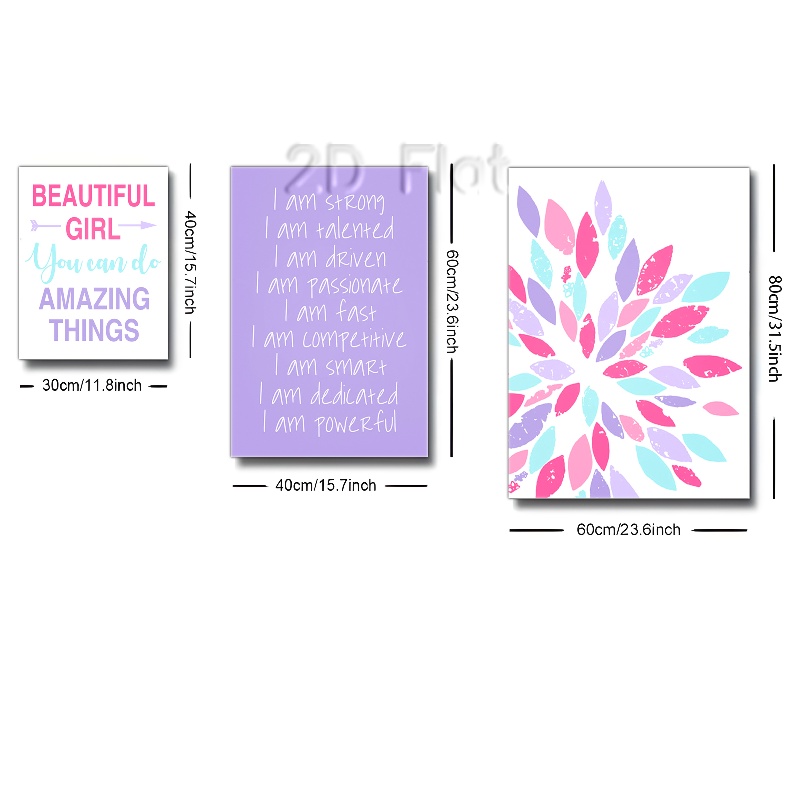 2D Flat
BEAUTIFUL
GIRL
You can do
AMAZING
THINGS
40cm/15.7inch
30cm/11.8inch
I am strong
I am talented
I am driven
I am passionate
I am fast
I am competitive
I am smart
I am dedicated
I am powerful
60cm/23.6inch
40cm/15.7inch
80cm/31.5inch
60cm/23.6inch